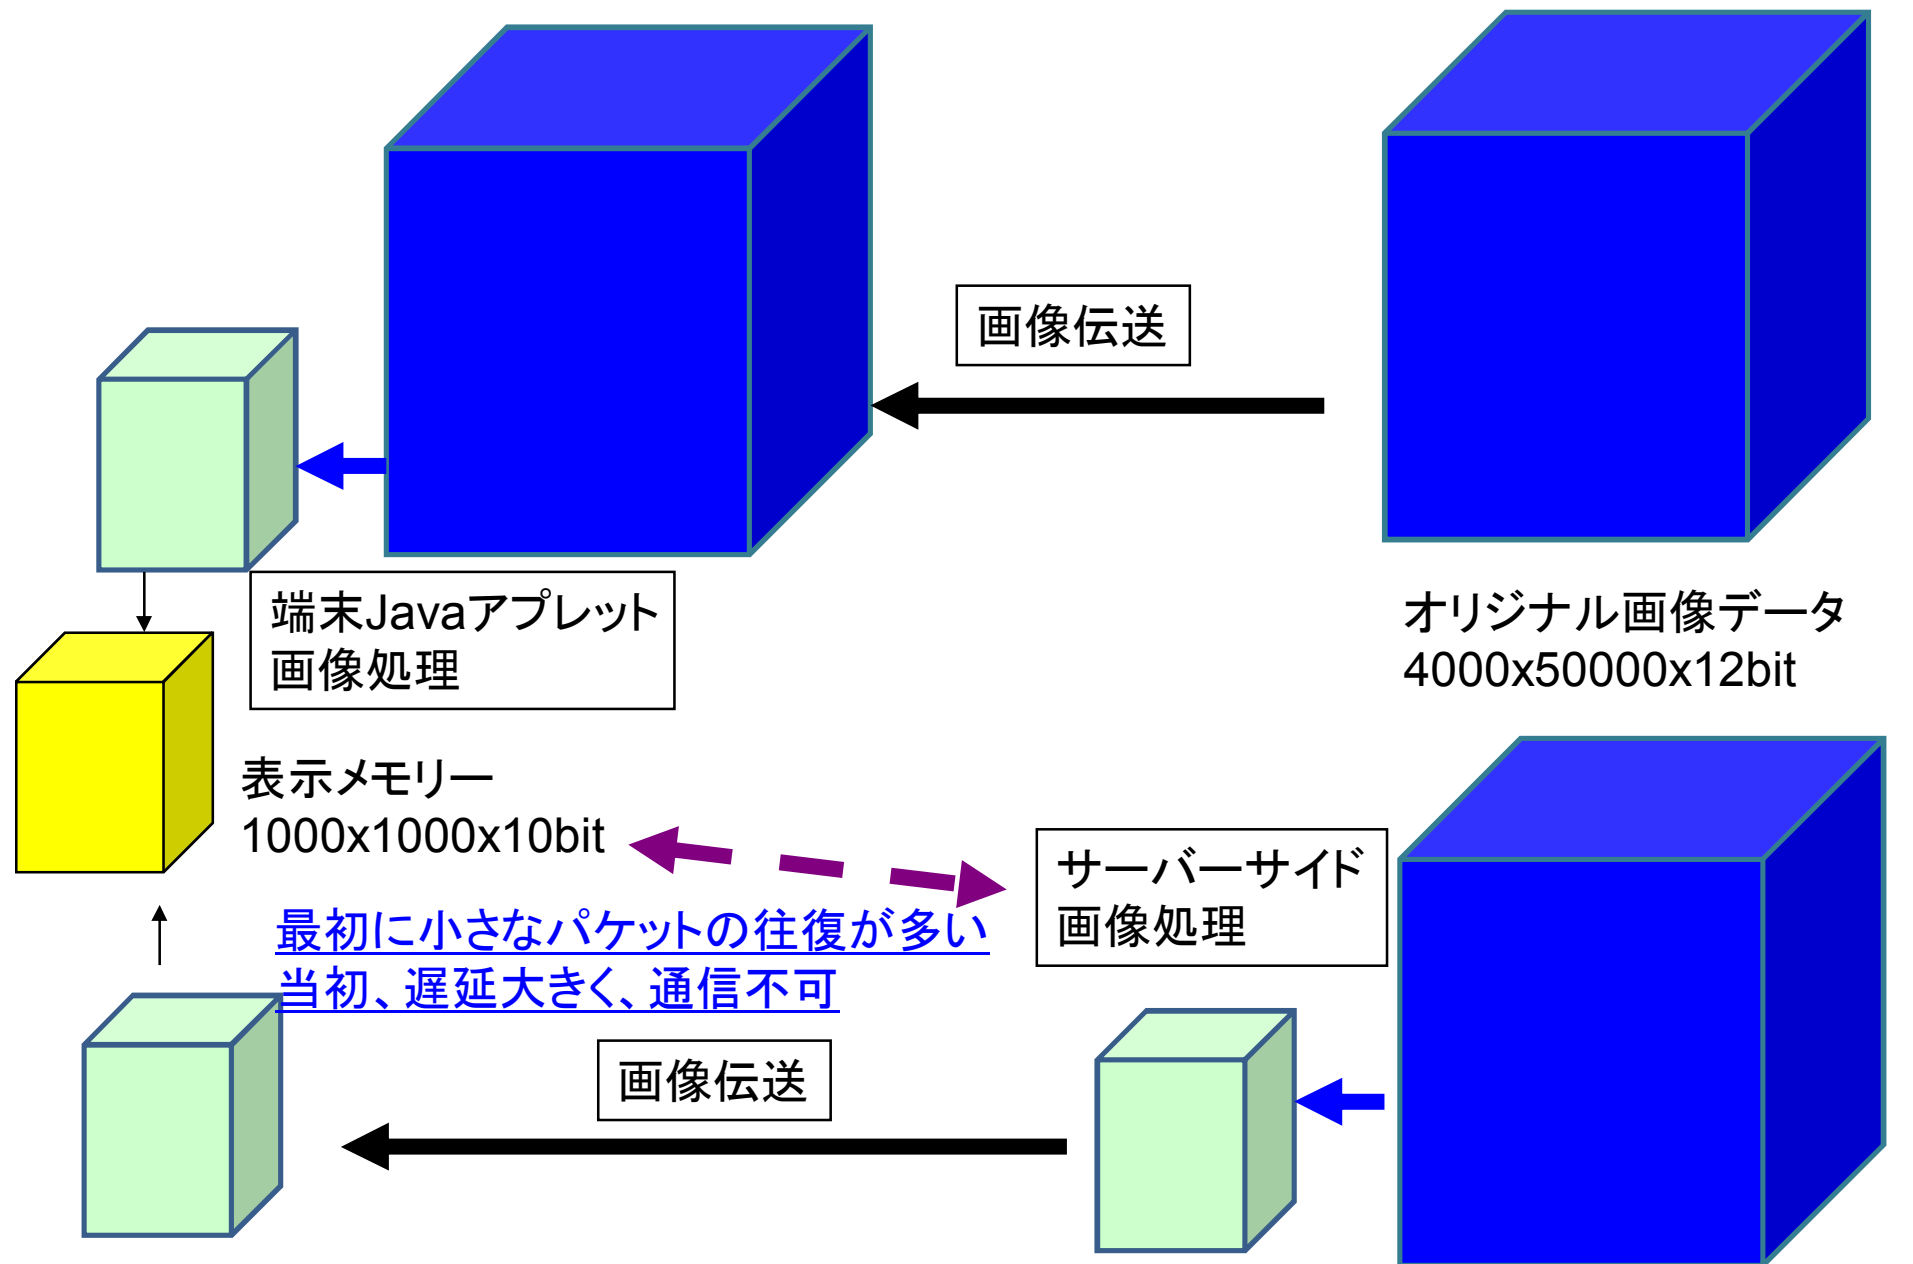 画像伝送
端末Javaアプレット
画像処理
オリジナル画像データ
4000x50000x12bit
表示メモリー
1000x1000x10bit
サーバーサイド
画像処理
最初に小さなパケットの往復が多い
当初、遅延大きく、通信不可
画像伝送